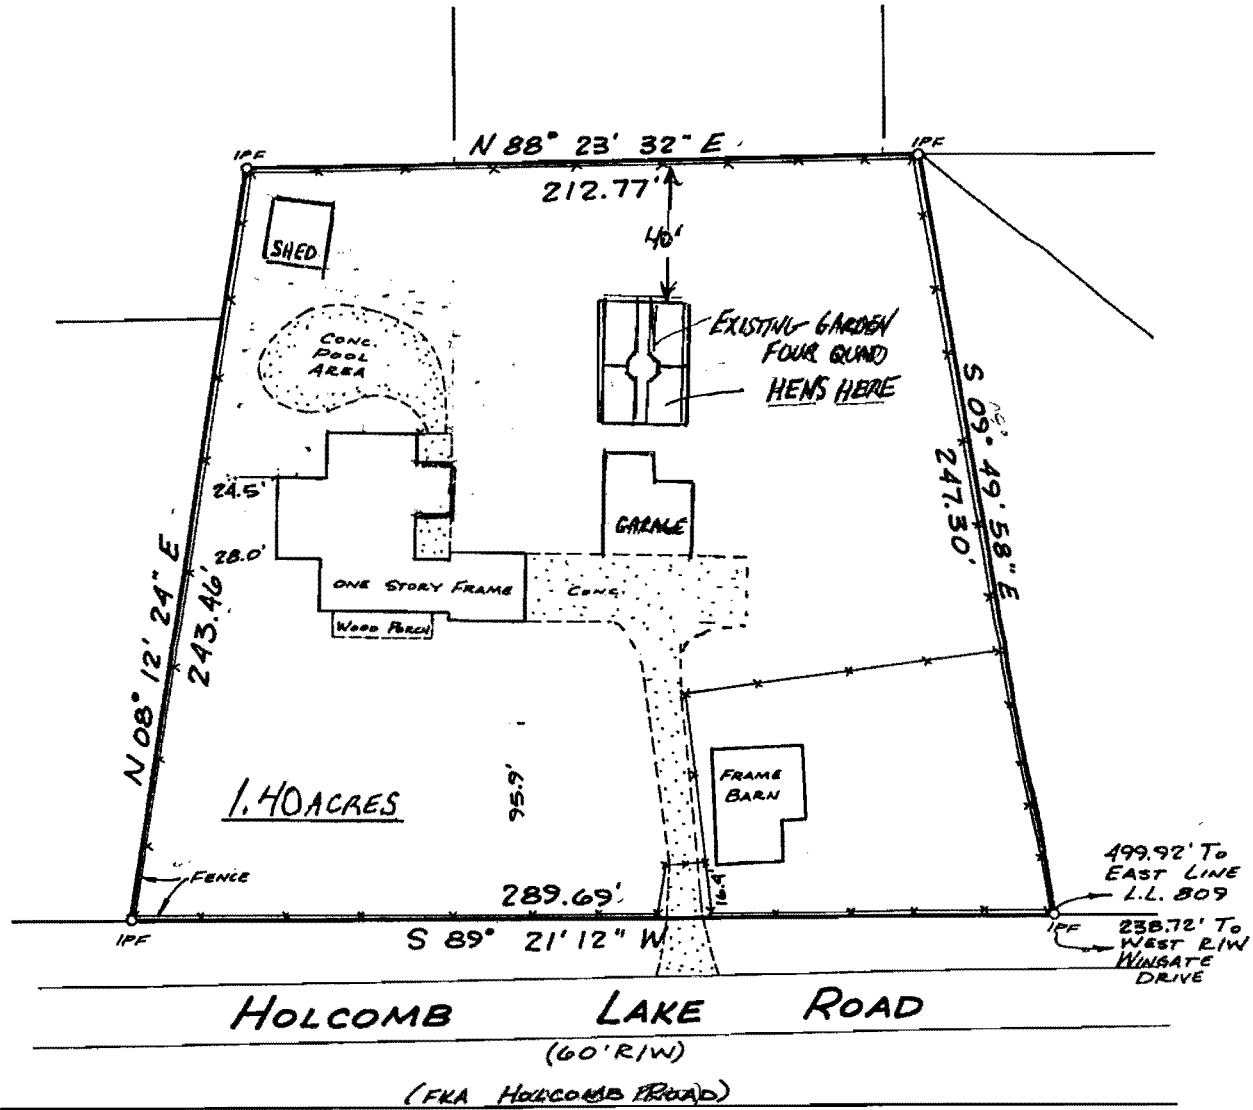 IPF
N 88° 23' 32" E
IPF
212.77'
40'
SHED
CONC.
POOL
AREA
EXISTING GARDEN
FOUR QUAD
HENS HERE
S 09° 49' 58" E
247.30'
24.5'
28.0'
GARAGE
ONE STORY FRAME
CONC.
WOOD PORCH
N 08° 12' 24" E
243.46'
1.40 ACRES
95.9'
FRAME
BARN
FENCE
16.4'
289.69'
499.92' To
EAST LINE
L.L. 809
IPF
S 89° 21' 12" W
IPF
238.72' To
WEST R/W
WINGATE
DRIVE
HOLCOMB LAKE ROAD
(60' R/W)
(FKA HOLCOMB ROAD)